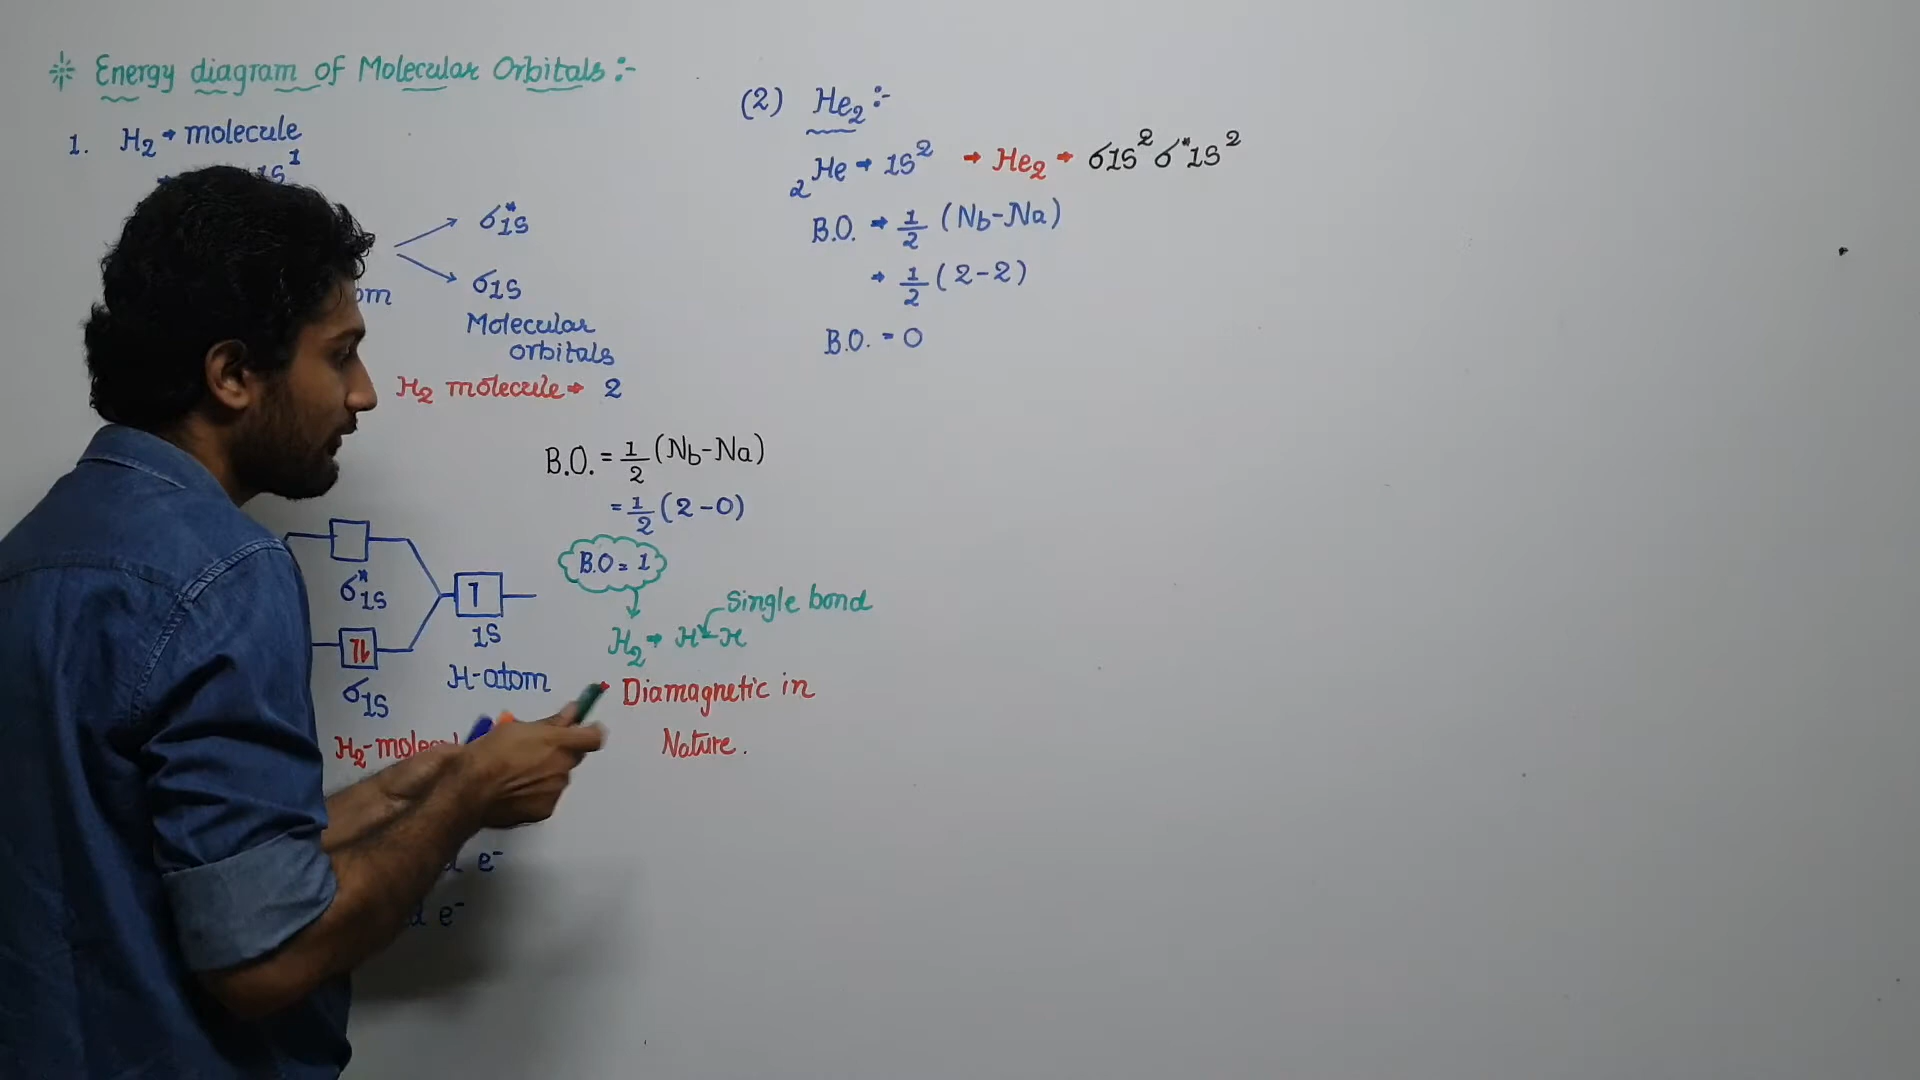 * Energy diagram of Molecular Orbitals :-
1. H2 → molecule
1S¹
σ*1S
σ1S
Molecular
orbitals
H2 molecule → 2
B.O. = 1/2 (Nb-Na)
= 1/2 (2-0)
B.O = 1
Single bond
H2 → H-H
→ Diamagnetic in
Nature.
σ*1S
1
1S
σ1S
H-atom
e⁻
e⁻
(2) He2 :-
2He → 1S² → He2 → σ1S² σ*1S²
B.O. → 1/2 (Nb-Na)
→ 1/2 (2-2)
B.O. = 0